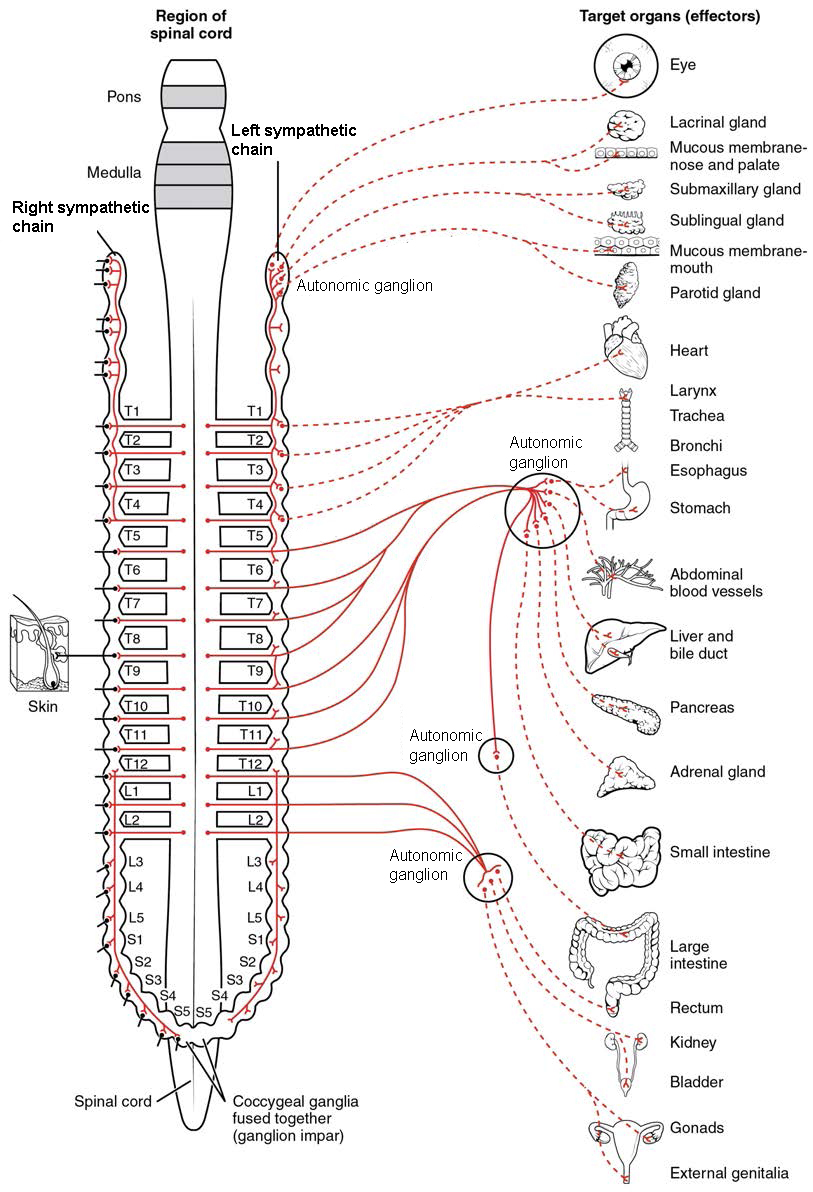 Region of
spinal cord
Target organs (effectors)
Pons
Medulla
Left sympathetic
chain
Right sympathetic
chain
Autonomic ganglion
Eye
Lacrinal gland
Mucous membrane-
nose and palate
Submaxillary gland
Sublingual gland
Mucous membrane-
mouth
Parotid gland
Heart
Larynx
Trachea
Bronchi
Esophagus
Stomach
Abdominal
blood vessels
Liver and
bile duct
Pancreas
Adrenal gland
Small intestine
Large
intestine
Rectum
Kidney
Bladder
Gonads
External genitalia
Autonomic
ganglion
Autonomic
ganglion
Autonomic
ganglion
T1 T1
T2 T2
T3 T3
T4 T4
T5 T5
T6 T6
T7 T7
T8 T8
T9 T9
T10 T10
T11 T11
T12 T12
L1 L1
L2 L2
L3 L3
L4 L4
L5 L5
S1 S1
S2 S2
S3 S3
S4 S4
S5 S5
Skin
Spinal cord
Coccygeal ganglia
fused together
(ganglion impar)